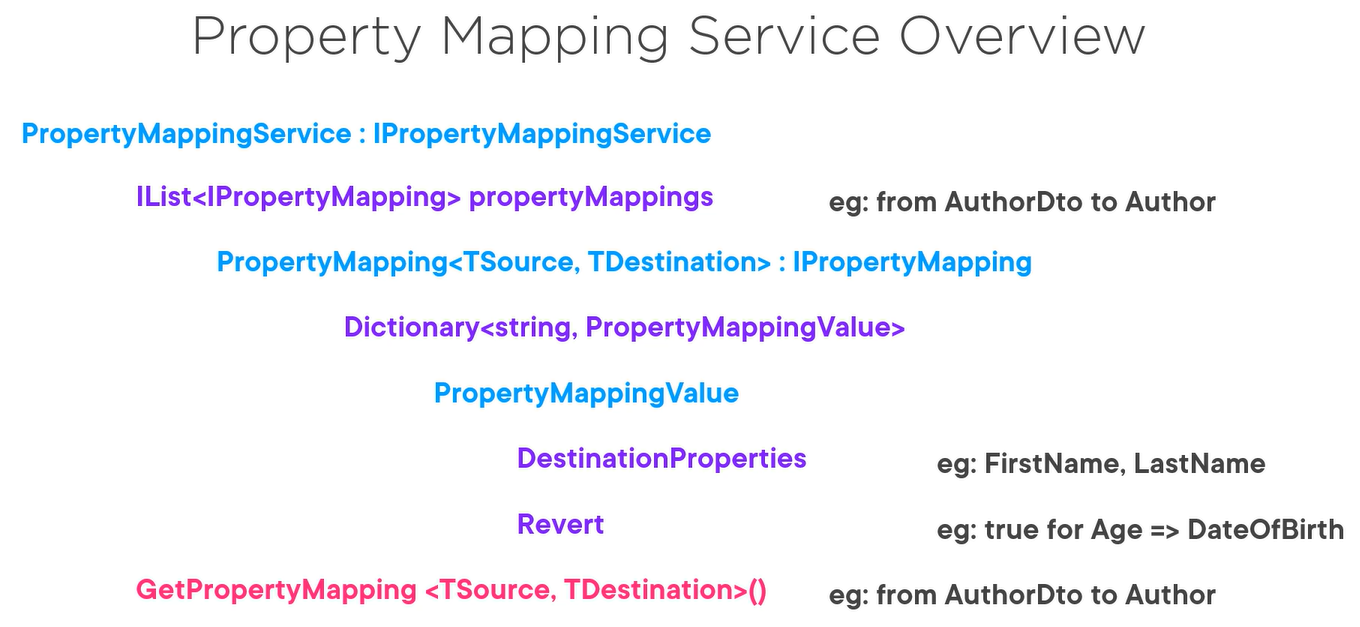 Property Mapping Service Overview
PropertyMappingService : IPropertyMappingService
IList<IPropertyMapping> propertyMappings eg: from AuthorDto to Author
PropertyMapping<TSource, TDestination> : IPropertyMapping
Dictionary<string, PropertyMappingValue>
PropertyMappingValue
DestinationProperties eg: FirstName, LastName
Revert eg: true for Age => DateOfBirth
GetPropertyMapping <TSource, TDestination>() eg: from AuthorDto to Author